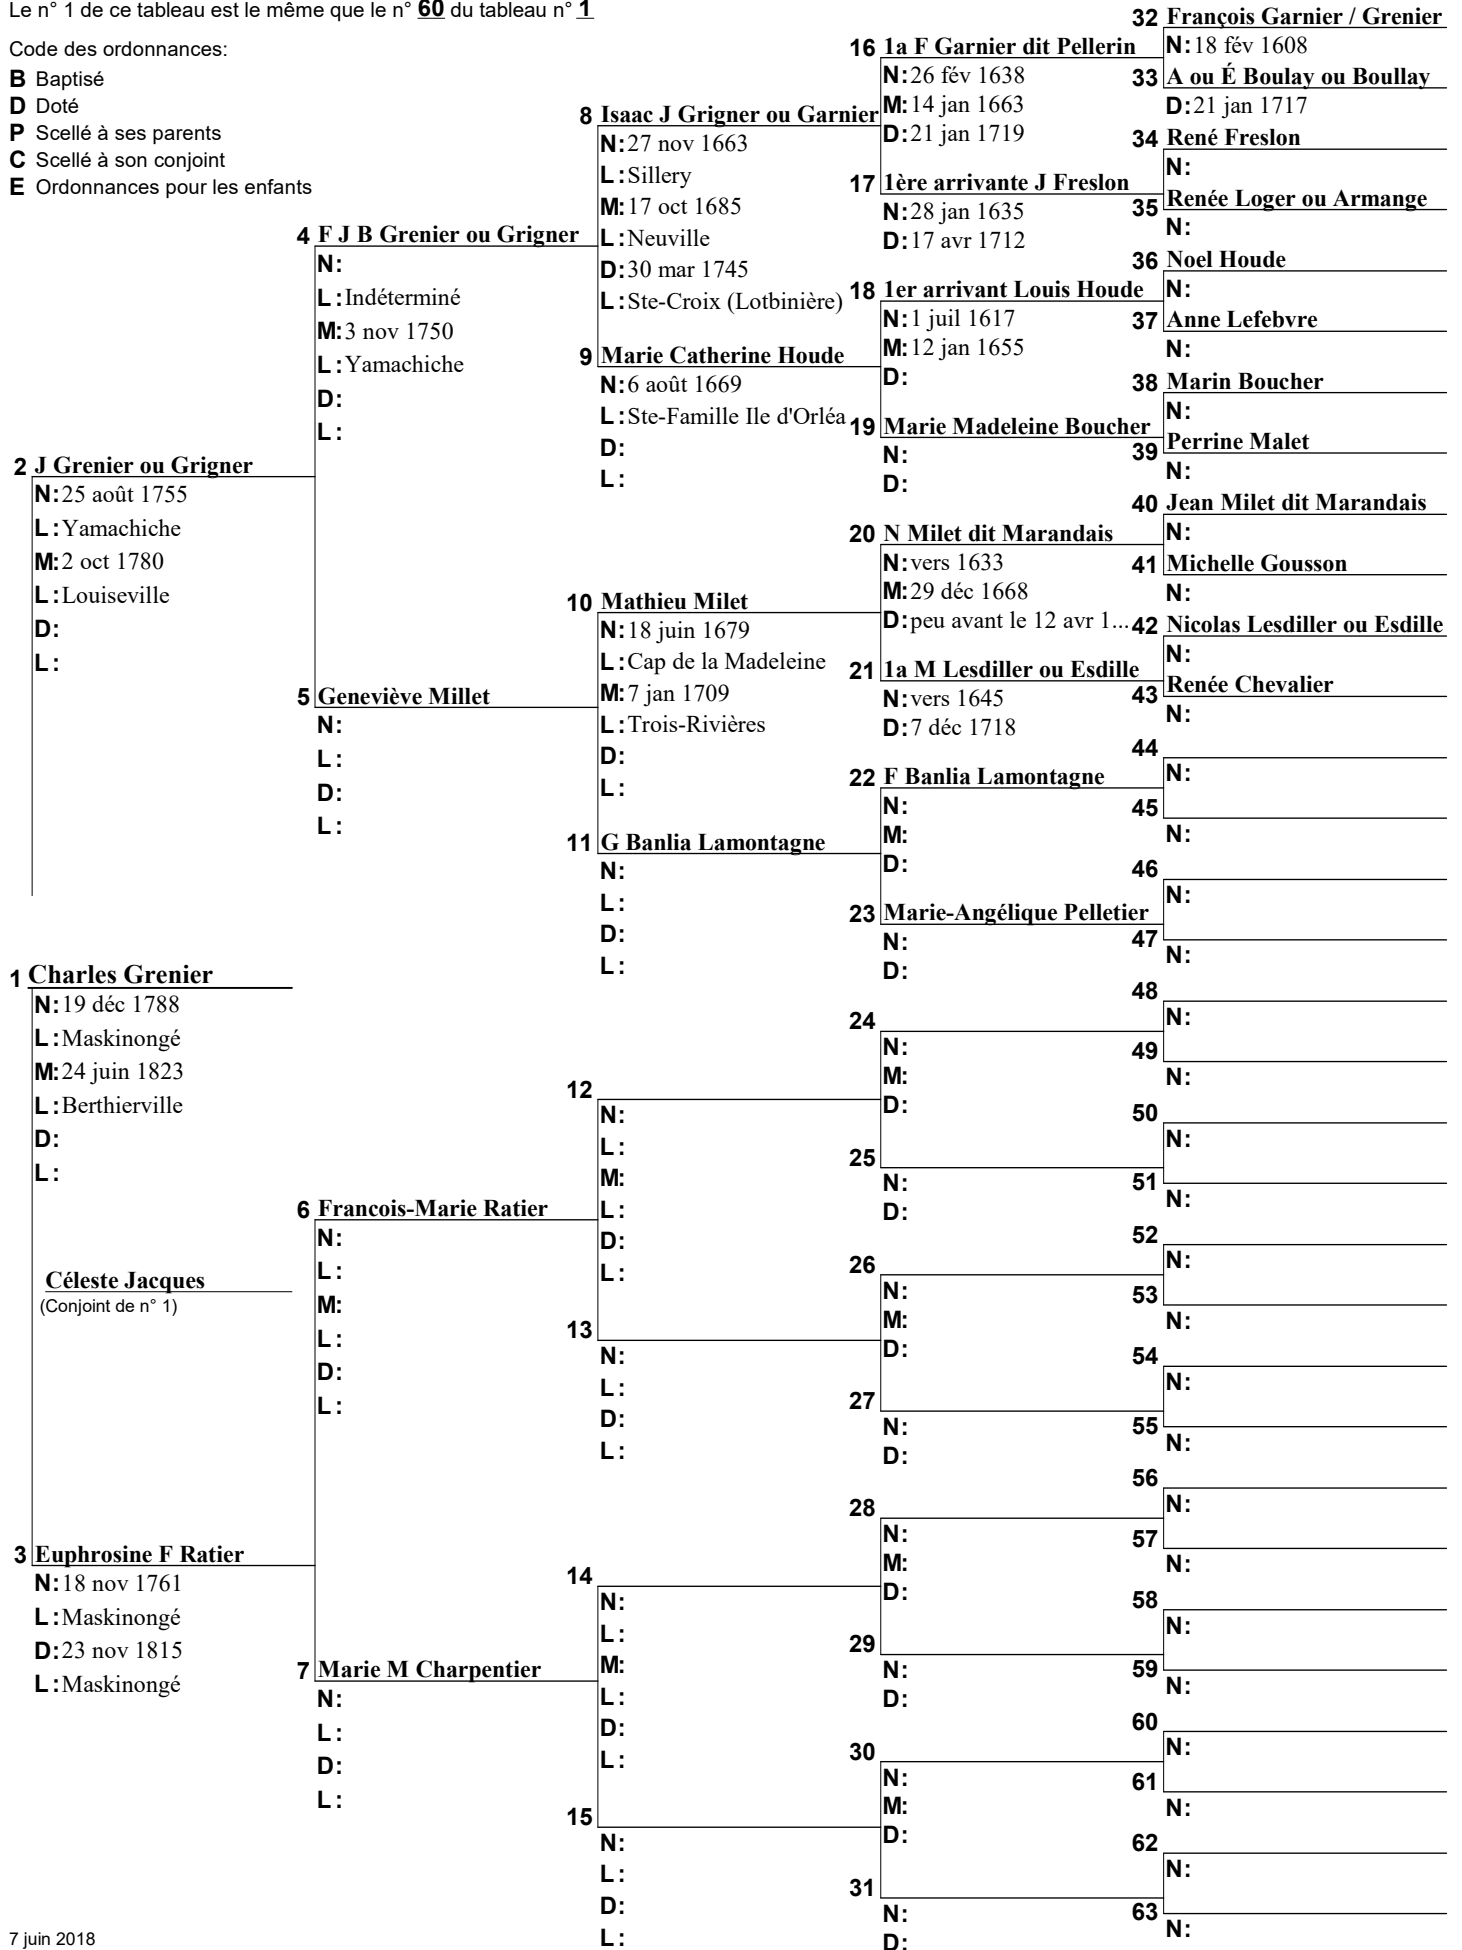 Le n° 1 de ce tableau est le même que le n° 60 du tableau n° 1
Code des ordonnances:
B Baptisé
D Doté
P Scellé à ses parents
C Scellé à son conjoint
E Ordonnances pour les enfants
2 J Grenier ou Grigner
N: 25 août 1755
L: Yamachiche
M: 2 oct 1780
L: Louiseville
D:
L:
1 Charles Grenier
N: 19 déc 1788
L: Maskinongé
M: 24 juin 1823
L: Berthierville
D:
L:
Céleste Jacques
(Conjoint de n° 1)
3 Euphrosine F Ratier
N: 18 nov 1761
L: Maskinongé
D: 23 nov 1815
L: Maskinongé
7 juin 2018
4 F J B Grenier ou Grigner
N:
L: Indéterminé
M: 3 nov 1750
L: Yamachiche
D:
L:
5 Geneviève Millet
N:
L:
D:
L:
6 Francois-Marie Ratier
N:
L:
M:
L:
D:
L:
7 Marie M Charpentier
N:
L:
D:
L:
8 Isaac J Grigner ou Garnier
N: 27 nov 1663
L: Sillery
M: 17 oct 1685
L: Neuville
D: 30 mar 1745
L: Ste-Croix (Lotbinière)
9 Marie Catherine Houde
N: 6 août 1669
L: Ste-Famille Ile d'Orléa
D:
L:
10 Mathieu Milet
N: 18 juin 1679
L: Cap de la Madeleine
M: 7 jan 1709
L: Trois-Rivières
D:
L:
11 G Banlia Lamontagne
N:
L:
D:
L:
12
N:
L:
M:
L:
D:
L:
13
N:
L:
D:
L:
14
N:
L:
M:
L:
D:
L:
15
N:
L:
D:
L:
16 1a F Garnier dit Pellerin
N: 26 fév 1638
M: 14 jan 1663
D: 21 jan 1719
17 1ère arrivante J Freslon
N: 28 jan 1635
D: 17 avr 1712
18 1er arrivant Louis Houde
N: 1 juil 1617
M: 12 jan 1655
D:
19 Marie Madeleine Boucher
N:
D:
20 N Milet dit Marandais
N: vers 1633
M: 29 déc 1668
D: peu avant le 12 avr 1...
21 1a M Lesdiller ou Esdille
N: vers 1645
D: 7 déc 1718
22 F Banlia Lamontagne
N:
M:
D:
23 Marie-Angélique Pelletier
N:
D:
24
N:
M:
D:
25
N:
D:
26
N:
M:
D:
27
N:
D:
28
N:
M:
D:
29
N:
D:
30
N:
M:
D:
31
N:
D:
32 François Garnier / Grenier
N: 18 fév 1608
33 A ou É Boulay ou Boullay
D: 21 jan 1717
34 René Freslon
N:
35 Renée Loger ou Armange
N:
36 Noel Houde
N:
37 Anne Lefebvre
N:
38 Marin Boucher
N:
39 Perrine Malet
N:
40 Jean Milet dit Marandais
N:
41 Michelle Gousson
N:
42 Nicolas Lesdiller ou Esdille
N:
43 Renée Chevalier
N:
44
N:
45
N:
46
N:
47
N:
48
N:
49
N:
50
N:
51
N:
52
N:
53
N:
54
N:
55
N:
56
N:
57
N:
58
N:
59
N:
60
N:
61
N:
62
N:
63
N: